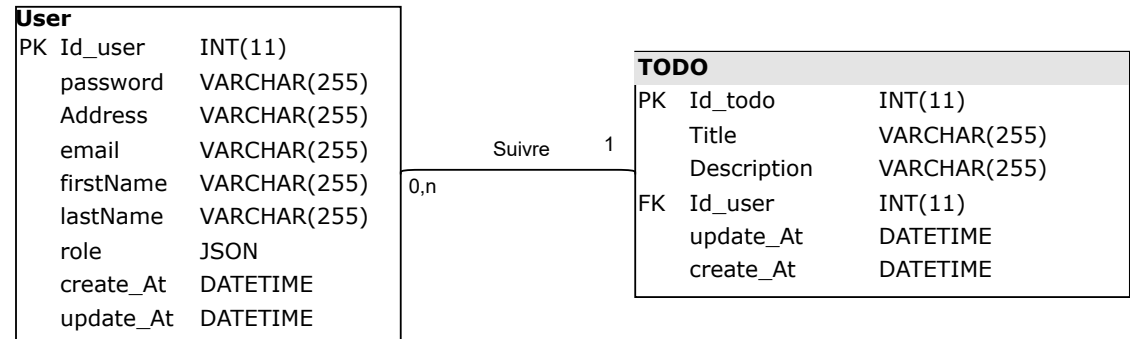 User
PK Id_user INT(11)
password VARCHAR(255)
Address VARCHAR(255)
email VARCHAR(255)
firstName VARCHAR(255)
lastName VARCHAR(255)
role JSON
create_At DATETIME
update_At DATETIME
0,n
Suivre
1
TODO
PK Id_todo INT(11)
Title VARCHAR(255)
Description VARCHAR(255)
FK Id_user INT(11)
update_At DATETIME
create_At DATETIME